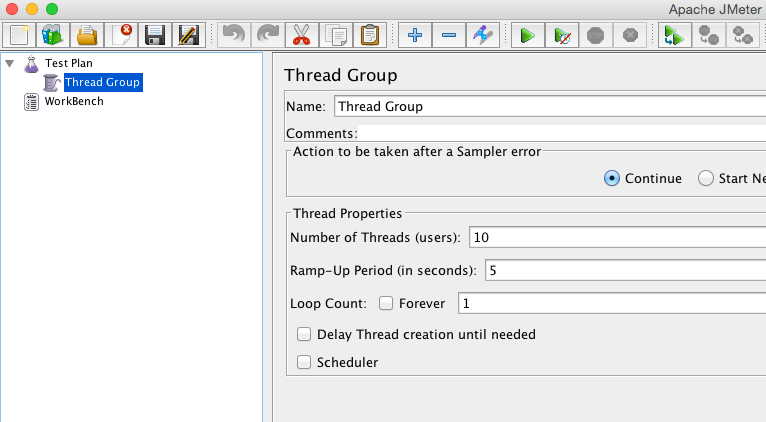 Apache JMeter
Test Plan
Thread Group
WorkBench
Thread Group
Name: Thread Group
Comments:
Action to be taken after a Sampler error
Continue Start Ne
Thread Properties
Number of Threads (users): 10
Ramp-Up Period (in seconds): 5
Loop Count: Forever 1
Delay Thread creation until needed
Scheduler